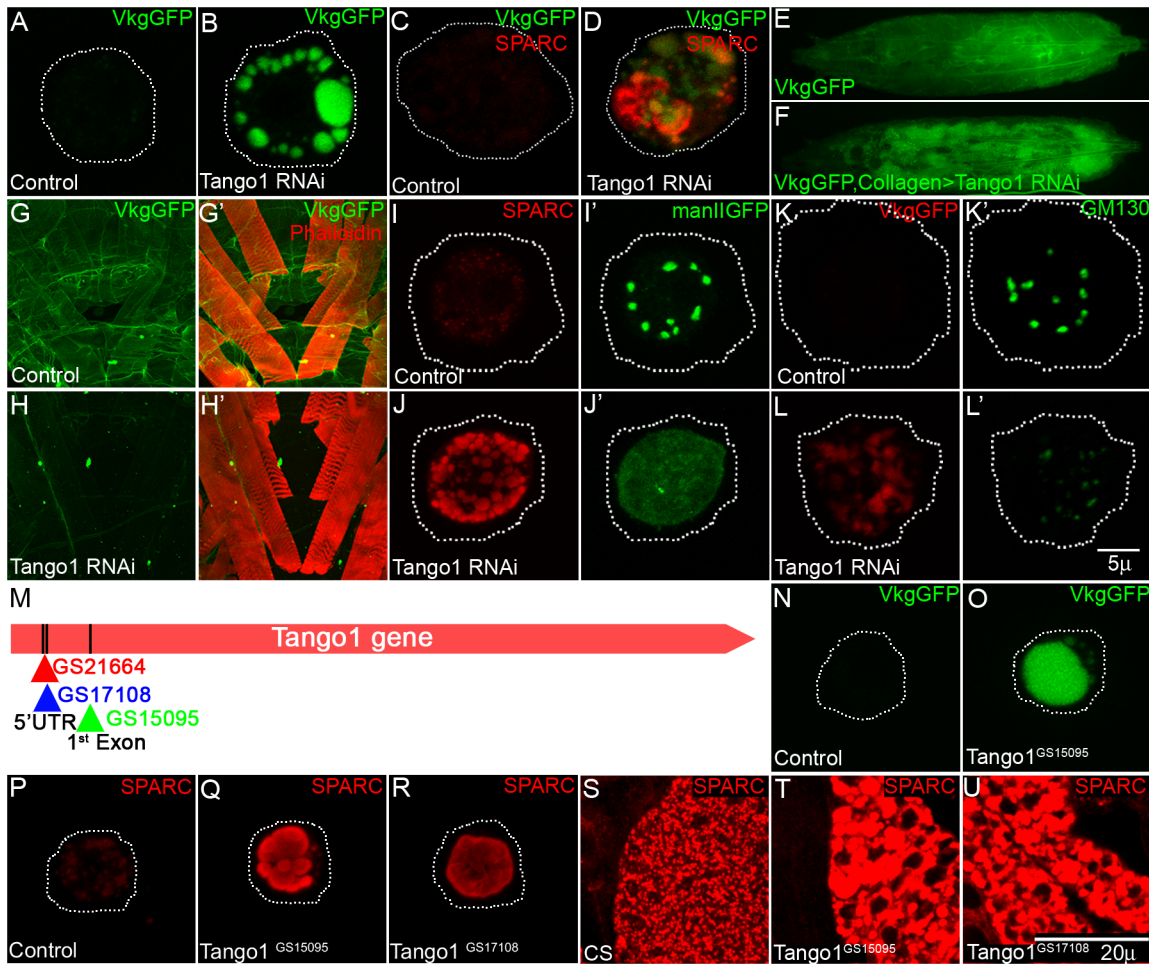 A VkgGFP
Control
B VkgGFP
Tango1 RNAi
C VkgGFP
SPARC
Control
D VkgGFP
SPARC
Tango1 RNAi
E
VkgGFP
F
VkgGFP,Collagen>Tango1 RNAi
G VkgGFP
Control
G' VkgGFP
Phalloidin
I SPARC
Control
I' manIIGFP
K VkgGFP
Control
K' GM130
H
Tango1 RNAi
H'
J
Tango1 RNAi
J'
L
Tango1 RNAi
L'
5μ
M
Tango1 gene
GS21664
GS17108
5'UTR GS15095
1st Exon
N VkgGFP
Control
O VkgGFP
Tango1GS15095
P SPARC
Control
Q SPARC
Tango1 GS15095
R SPARC
Tango1 GS17108
S SPARC
CS
T SPARC
Tango1GS15095
U SPARC
Tango1GS17108
20μ